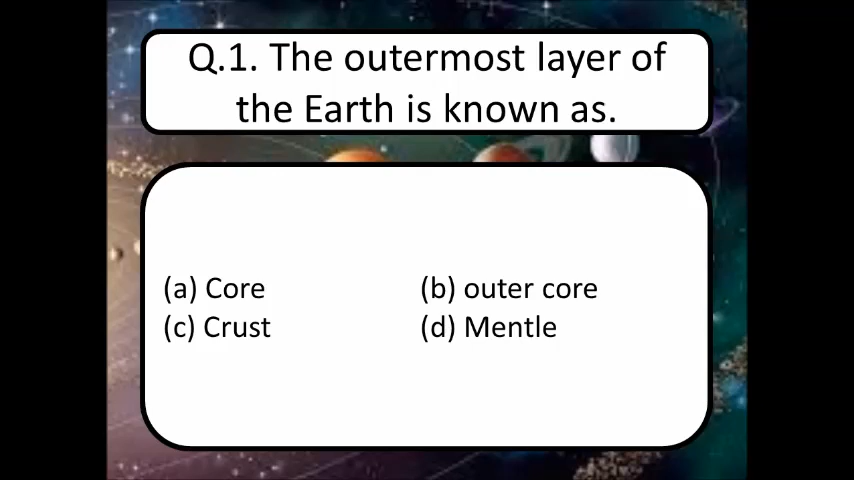 Q.1. The outermost layer of
the Earth is known as.
(a) Core (b) outer core
(c) Crust (d) Mentle